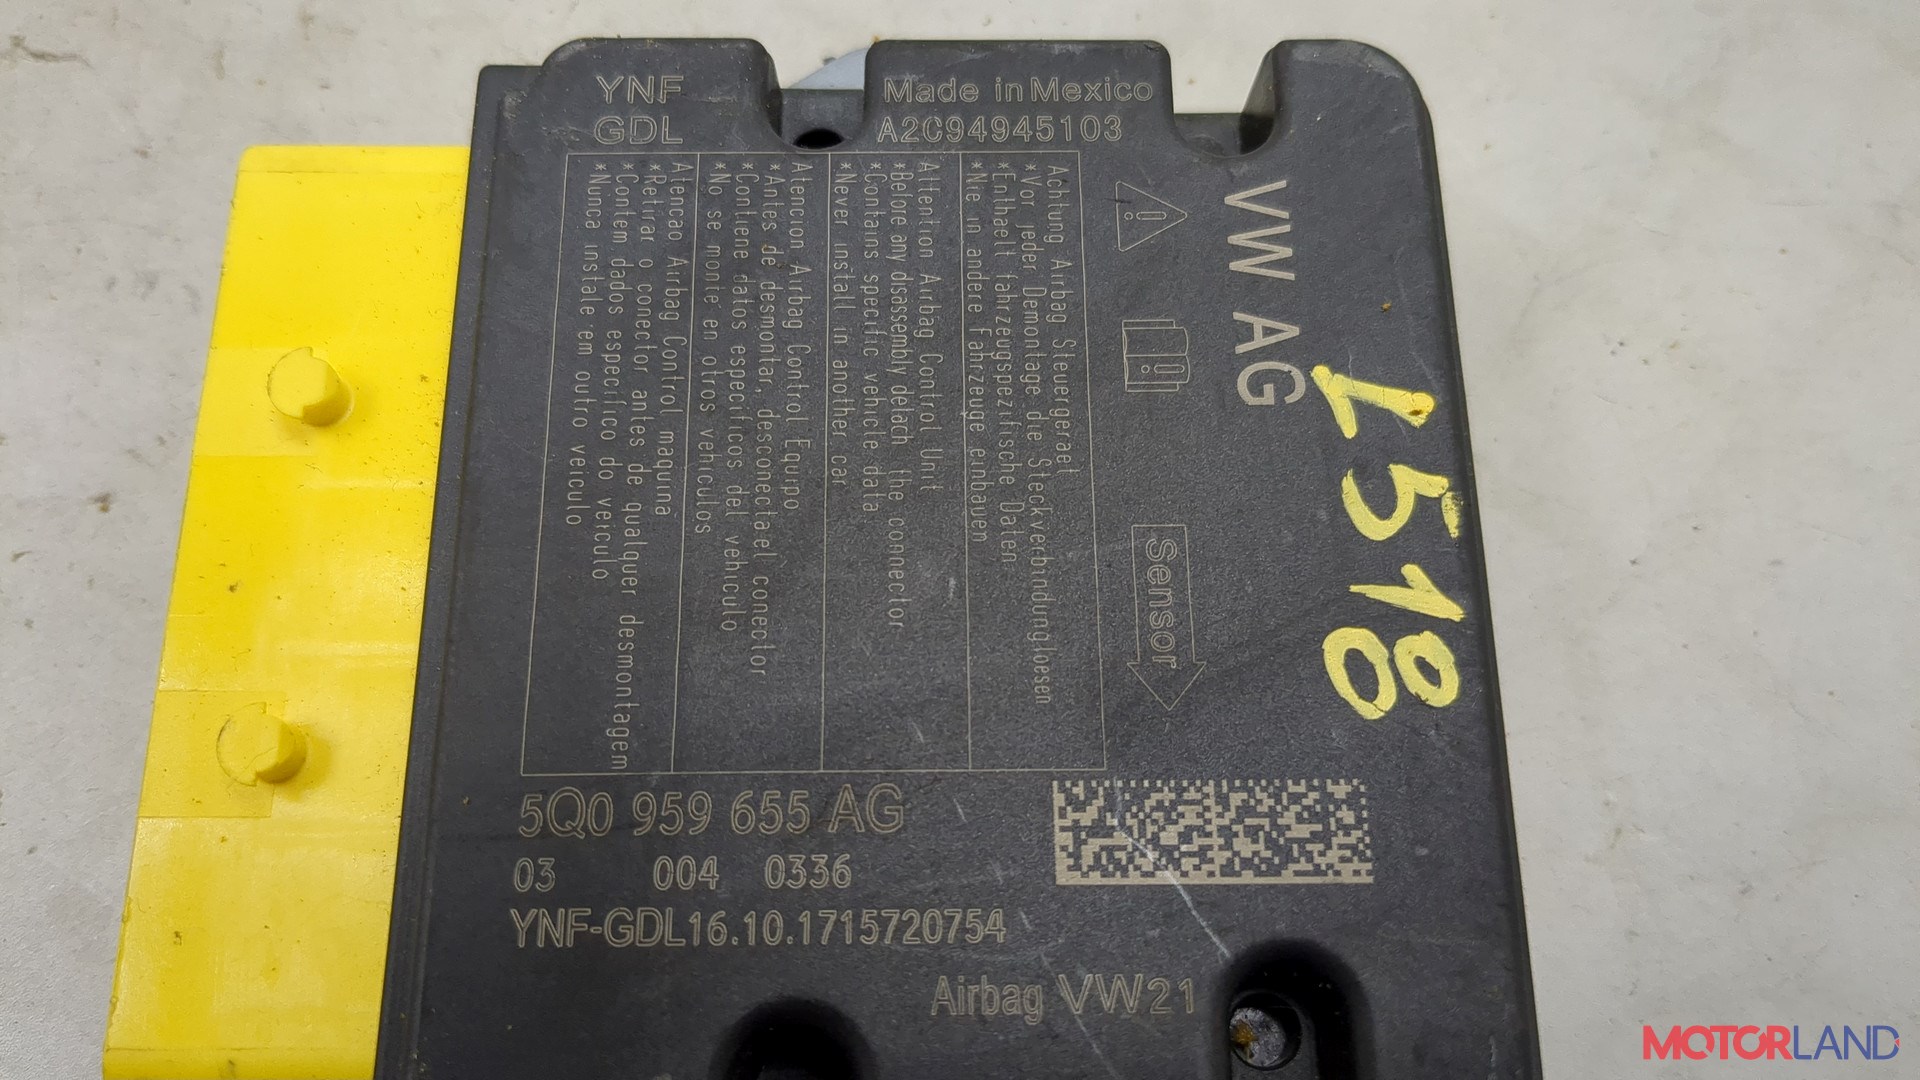 YNF
GDL
Made in Mexico
A2C94945103
VW AG
Achtung Airbag Steuergeraet
*Vor jeder Demontage die Steckverbindung loesen
*Enthaelt fahrzeugspezifische Daten
*Nie in andere Fahrzeuge einbauen
Attention Airbag Control Unit
*Before any disassembly detach the connector
*Contains specific vehicle data
*Never install in another car
Atencion Airbag Control Equipo
*Antes de desmontar, desconectael conector
*Contiene datos especificos del vehiculo
*No se monte en otros vehiculos
Atencao Airbag Control maquina
*Retirar o conector antes de qualquer desmontagem
*Contem dados especifico do veiculo
*Nunca instale em outro veiculo
Sensor
5Q0 959 655 AG
03 004 0336
YNF-GDL16.10.1715720754
Airbag VW21
MOTORLAND